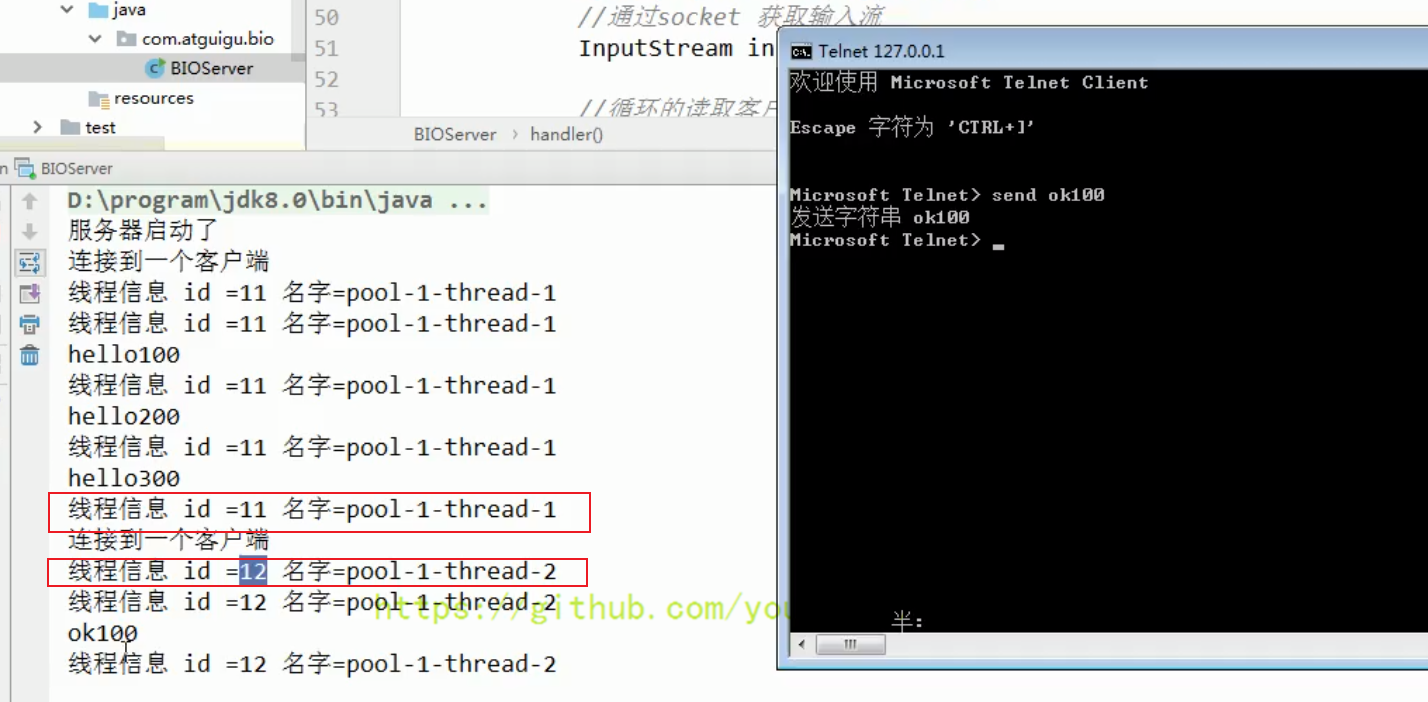 java
com.atguigu.bio
BIOServer
resources
test
50 //通过socket 获取输入流
51 InputStream in
52
53 //循环的读取客户
BIOServer > handler()
BIOServer
D:\program\jdk8.0\bin\java ...
服务器启动了
连接到一个客户端
线程信息 id =11 名字=pool-1-thread-1
线程信息 id =11 名字=pool-1-thread-1
hello100
线程信息 id =11 名字=pool-1-thread-1
hello200
线程信息 id =11 名字=pool-1-thread-1
hello300
线程信息 id =11 名字=pool-1-thread-1
连接到一个客户端
线程信息 id =12 名字=pool-1-thread-2
线程信息 id =12 名字=pool-1-thread-2
https://github.com/you
ok100
线程信息 id =12 名字=pool-1-thread-2
Telnet 127.0.0.1
欢迎使用 Microsoft Telnet Client
Escape 字符为 'CTRL+]'
Microsoft Telnet> send ok100
发送字符串 ok100
Microsoft Telnet> _
半: